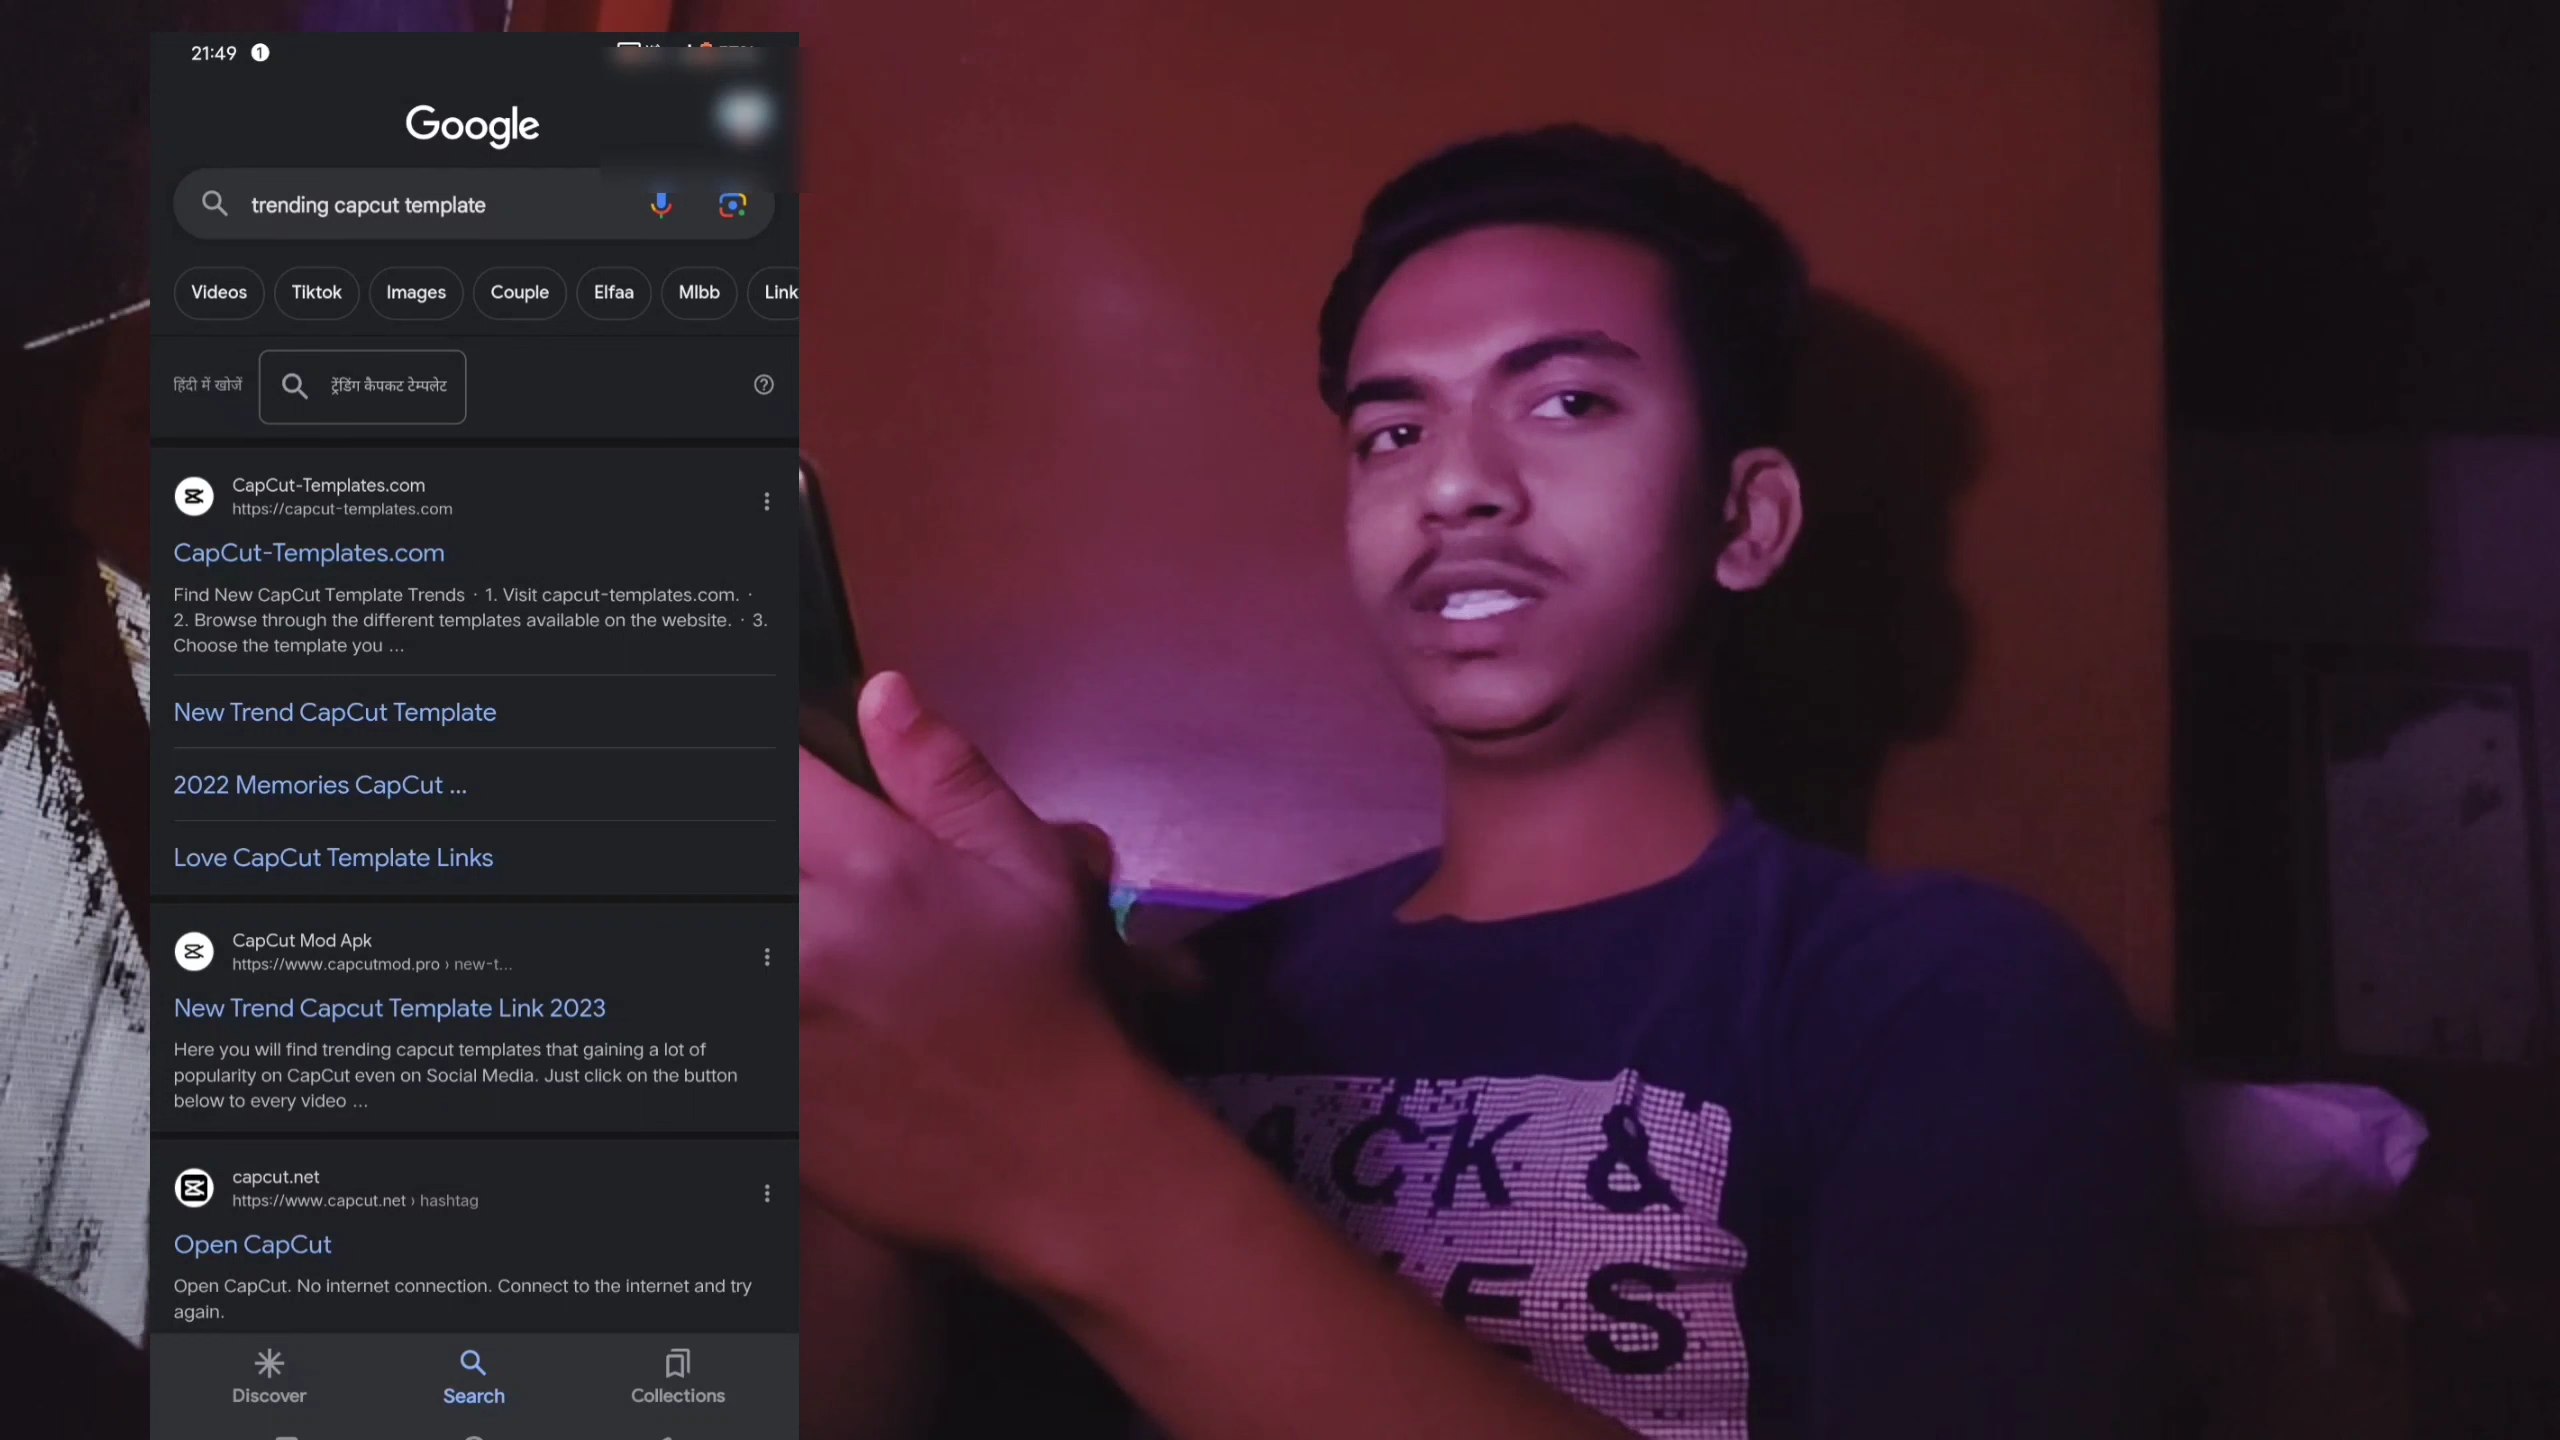 21:49 1
Google
trending capcut template
Videos Tiktok Images Couple Elfaa Mlbb Link
हिंदी में खोजें ट्रेंडिंग कैपकट टेम्पलेट
CapCut-Templates.com
https://capcut-templates.com
CapCut-Templates.com
Find New CapCut Template Trends · 1. Visit capcut-templates.com. ·
2. Browse through the different templates available on the website. · 3.
Choose the template you ...
New Trend CapCut Template
2022 Memories CapCut ...
Love CapCut Template Links
CapCut Mod Apk
https://www.capcutmod.pro › new-t...
New Trend Capcut Template Link 2023
Here you will find trending capcut templates that gaining a lot of
popularity on CapCut even on Social Media. Just click on the button
below to every video ...
capcut.net
https://www.capcut.net › hashtag
Open CapCut
Open CapCut. No internet connection. Connect to the internet and try
again.
Discover Search Collections
ACK &
ES